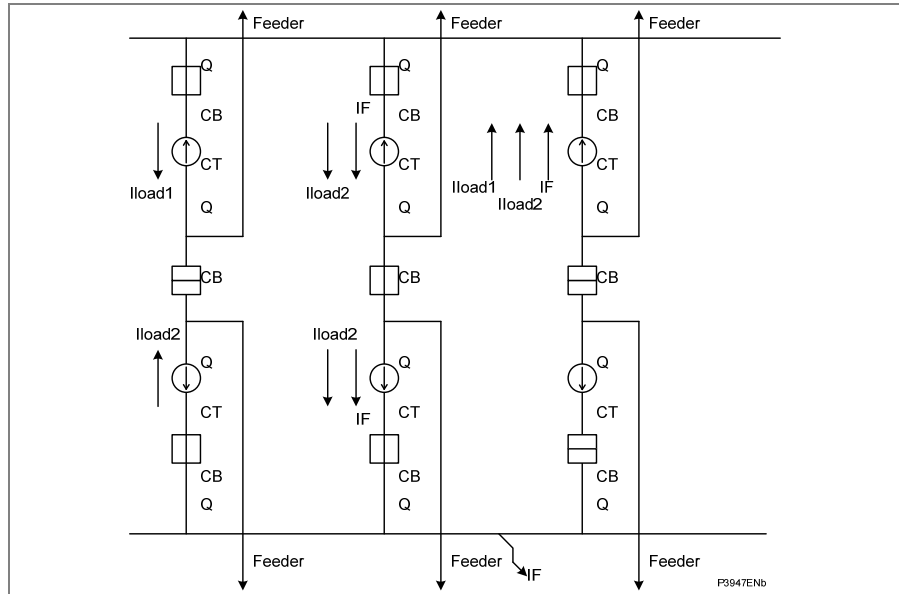 Feeder Feeder Feeder
Q Q Q
IF
CB CB CB
CT CT CT
Iload1 Iload2 Iload1 IF
Iload2
Q Q Q
CB CB CB
Iload2 Iload2
Q Q Q
CT IF CT CT
CB CB CB
Q Q Q
Feeder Feeder Feeder
IF
P3947ENb